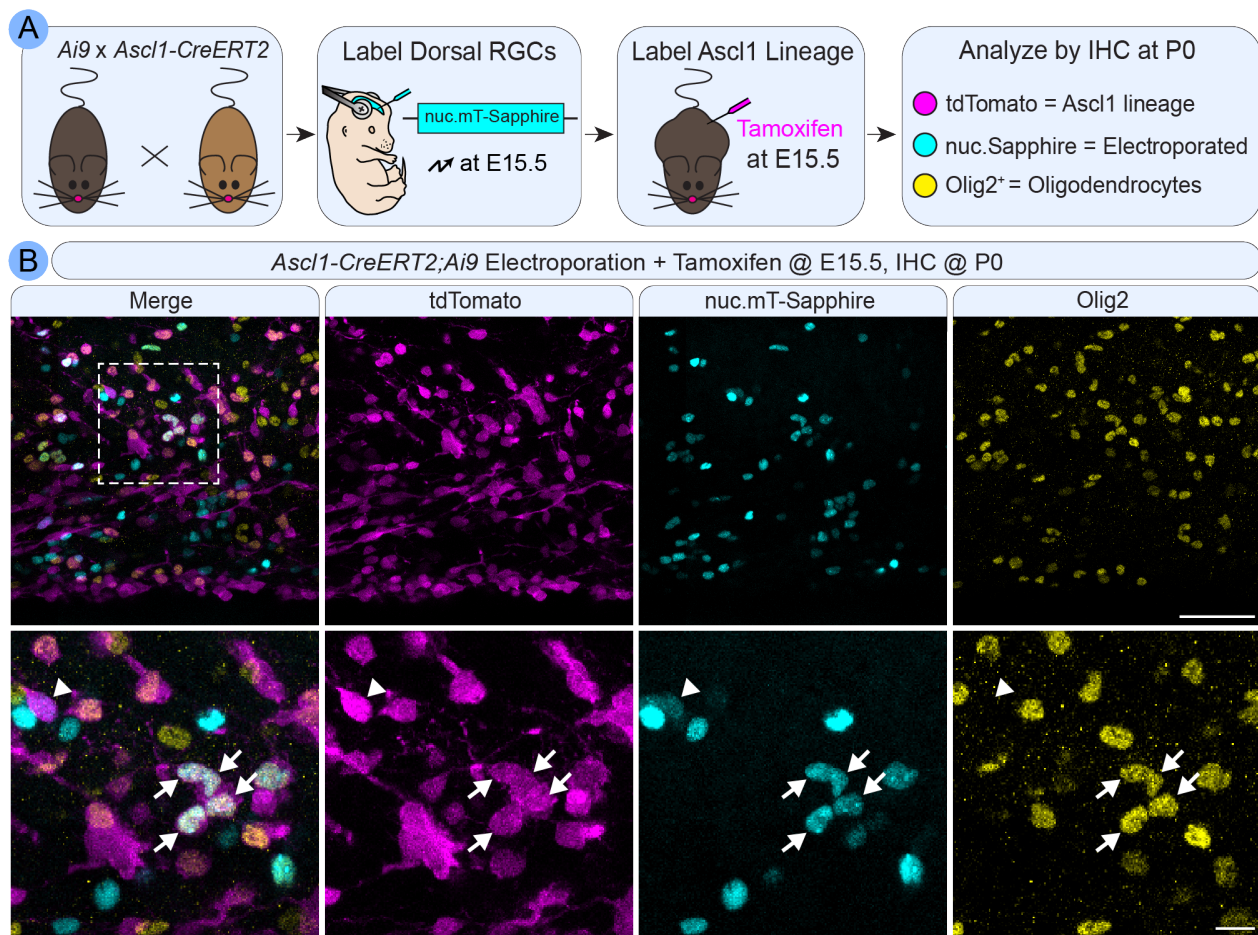 A
Ai9 x Ascl1-CreERT2
Label Dorsal RGCs
nuc.mT-Sapphire
at E15.5
Label Ascl1 Lineage
Tamoxifen
at E15.5
Analyze by IHC at P0
tdTomato = Ascl1 lineage
nuc.Sapphire = Electroporated
Olig2⁺ = Oligodendrocytes
B
Ascl1-CreERT2;Ai9 Electroporation + Tamoxifen @ E15.5, IHC @ P0
Merge
tdTomato
nuc.mT-Sapphire
Olig2